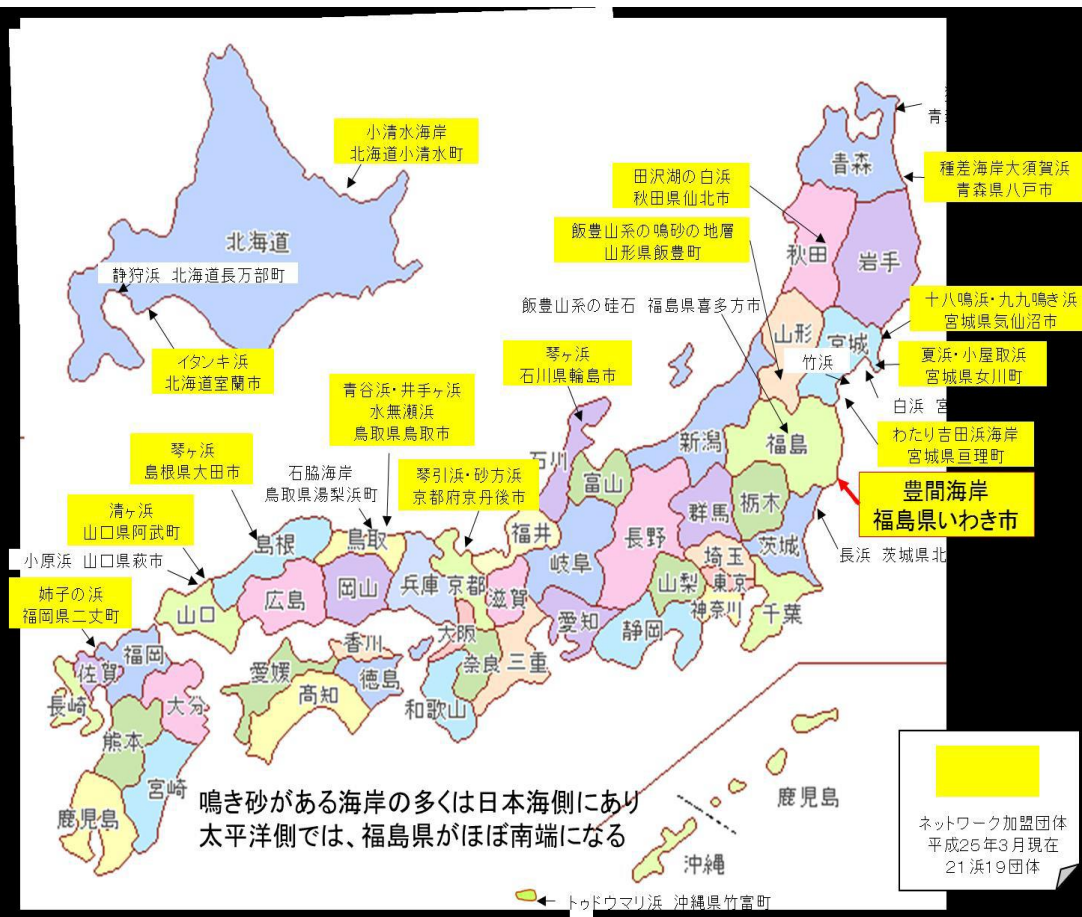 小清水海岸
北海道小清水町
北海道
静狩浜 北海道長万部町
イタンキ浜
北海道室蘭市
青
青森
種差海岸大須賀浜
青森県八戸市
田沢湖の白浜
秋田県仙北市
秋田
岩手
飯豊山系の鳴砂の地層
山形県飯豊町
飯豊山系の硅石 福島県喜多方市
十八鳴浜・九九鳴き浜
宮城県気仙沼市
山形
宮城
竹浜
夏浜・小屋取浜
宮城県女川町
白浜 宮
わたり吉田浜海岸
宮城県亘理町
琴ヶ浜
石川県輪島市
青谷浜・井手ヶ浜
水無瀬浜
鳥取県鳥取市
琴ヶ浜
島根県大田市
石脇海岸
鳥取県湯梨浜町
琴引浜・砂方浜
京都府京丹後市
清ヶ浜
山口県阿武町
小原浜 山口県萩市
姉子の浜
福岡県二丈町
豊間海岸
福島県いわき市
長浜 茨城県北
新潟
福島
石川
富山
群馬
栃木
福井
長野
茨城
埼玉
島根
鳥取
岐阜
山梨
東京
兵庫
京都
滋賀
岡山
広島
山口
神奈川
千葉
愛知
静岡
大阪
香川
奈良
三重
愛媛
徳島
高知
和歌山
福岡
佐賀
長崎
大分
熊本
宮崎
鹿児島
鳴き砂がある海岸の多くは日本海側にあり
太平洋側では、福島県がほぼ南端になる
鹿児島
沖縄
トゥドウマリ浜 沖縄県竹富町
ネットワーク加盟団体
平成25年3月現在
21浜19団体